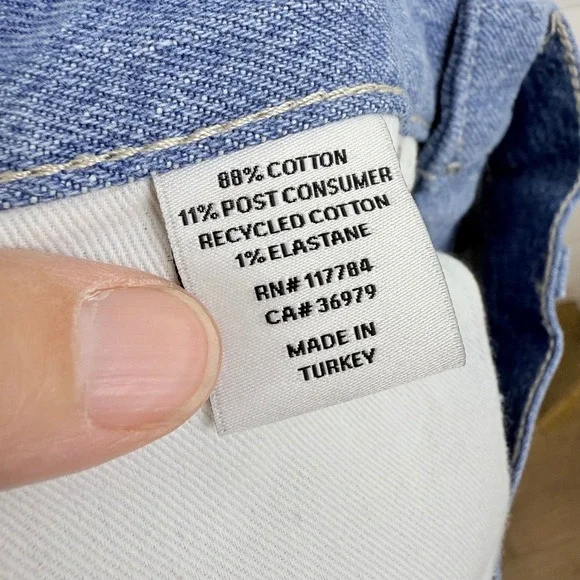 88% COTTON
11% POST CONSUMER
RECYCLED COTTON
1% ELASTANE
RN# 117784
CA# 36979
MADE IN
TURKEY